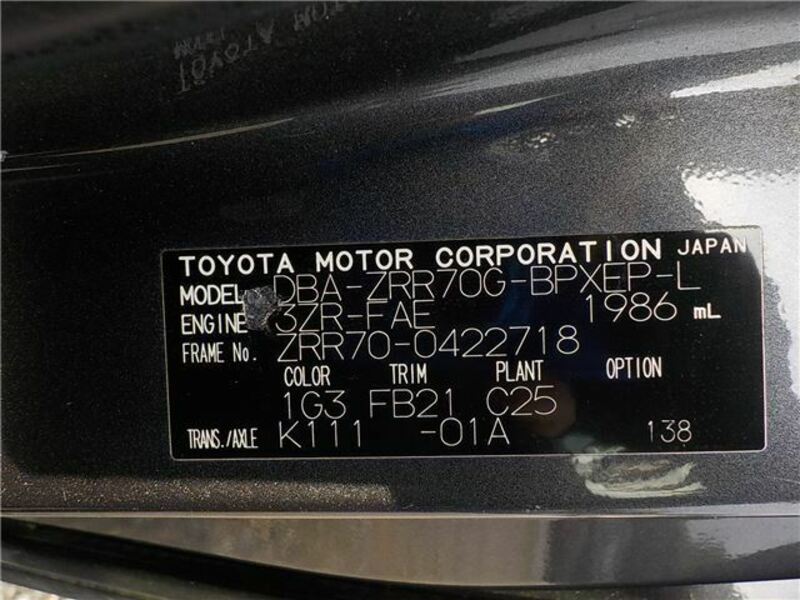 TOYOTA MOTOR CORPORATION JAPAN
MODEL DBA-ZRR70G-BPXEP-L
ENGINE 3ZR-FAE 1986 mL
FRAME No. ZRR70-0422718
COLOR TRIM PLANT OPTION
1G3 FB21 C25
TRANS./AXLE K111 -01A 138